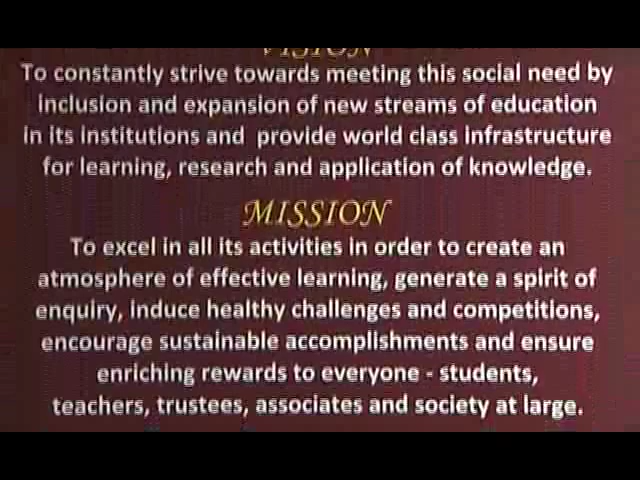 VISION
To constantly strive towards meeting this social need by
inclusion and expansion of new streams of education
in its institutions and provide world class infrastructure
for learning, research and application of knowledge.
MISSION
To excel in all its activities in order to create an
atmosphere of effective learning, generate a spirit of
enquiry, induce healthy challenges and competitions,
encourage sustainable accomplishments and ensure
enriching rewards to everyone - students,
teachers, trustees, associates and society at large.